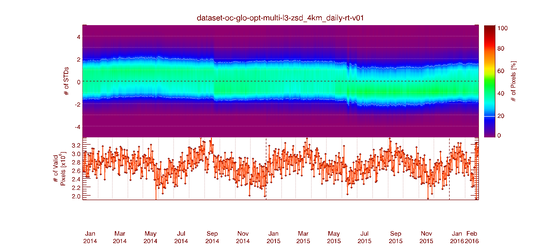 dataset-oc-glo-opt-multi-l3-zsd_4km_daily-rt-v01
4
2
0
-2
-4
# of STDs
100
80
60
40
20
0
# of Pixels [%]
3.2
3.0
2.8
2.6
2.4
2.2
2.0
# of Valid
Pixels
Jan Mar May Jul Sep Nov Jan Mar May Jul Sep Nov Jan Feb
2014 2014 2014 2014 2014 2014 2015 2015 2015 2015 2015 2015 2016 2016